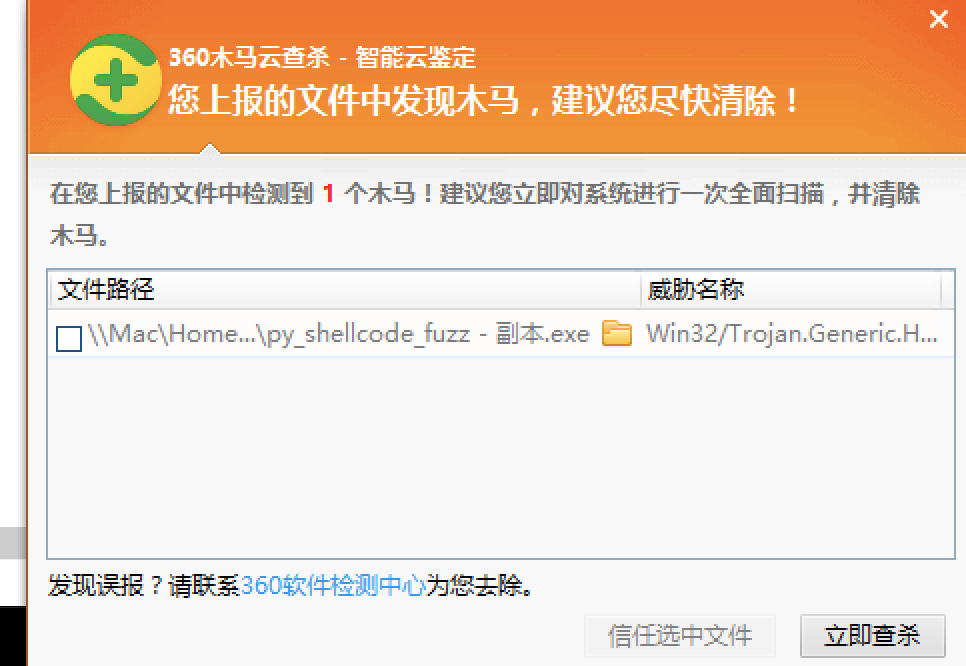 360木马云查杀 - 智能云鉴定
您上报的文件中发现木马，建议您尽快清除！
在您上报的文件中检测到 1 个木马！建议您立即对系统进行一次全面扫描，并清除
木马。
文件路径 威胁名称
\\Mac\Home...\py_shellcode_fuzz - 副本.exe Win32/Trojan.Generic.H...
发现误报？请联系360软件检测中心为您去除。
信任选中文件 立即查杀